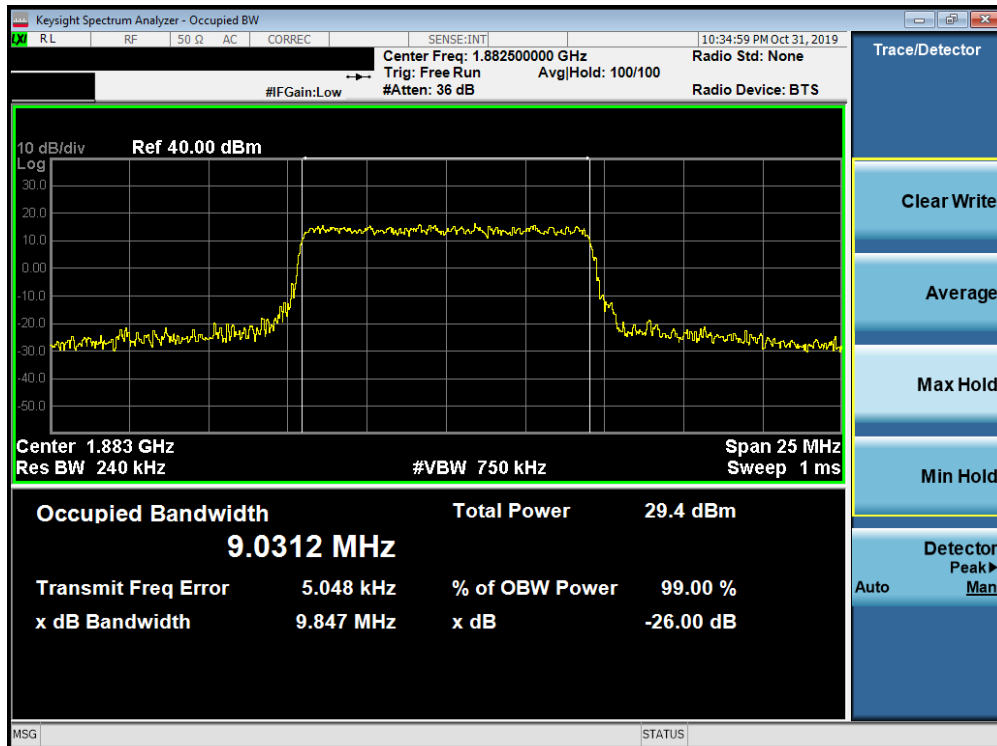 Keysight Spectrum Analyzer - Occupied BW
LXI RL RF 50 Ω AC CORREC SENSE:INT 10:34:59 PM Oct 31, 2019
Center Freq: 1.882500000 GHz Radio Std: None
Trig: Free Run Avg|Hold: 100/100
#IFGain:Low #Atten: 36 dB Radio Device: BTS
Trace/Detector
10 dB/div Ref 40.00 dBm
Log
30.0
20.0
10.0
0.00
-10.0
-20.0
-30.0
-40.0
-50.0
Center 1.883 GHz Span 25 MHz
Res BW 240 kHz #VBW 750 kHz Sweep 1 ms
Occupied Bandwidth Total Power 29.4 dBm
9.0312 MHz
Transmit Freq Error 5.048 kHz % of OBW Power 99.00 %
x dB Bandwidth 9.847 MHz x dB -26.00 dB
Clear Write
Average
Max Hold
Min Hold
Detector
Peak▶
Auto Man
MSG STATUS